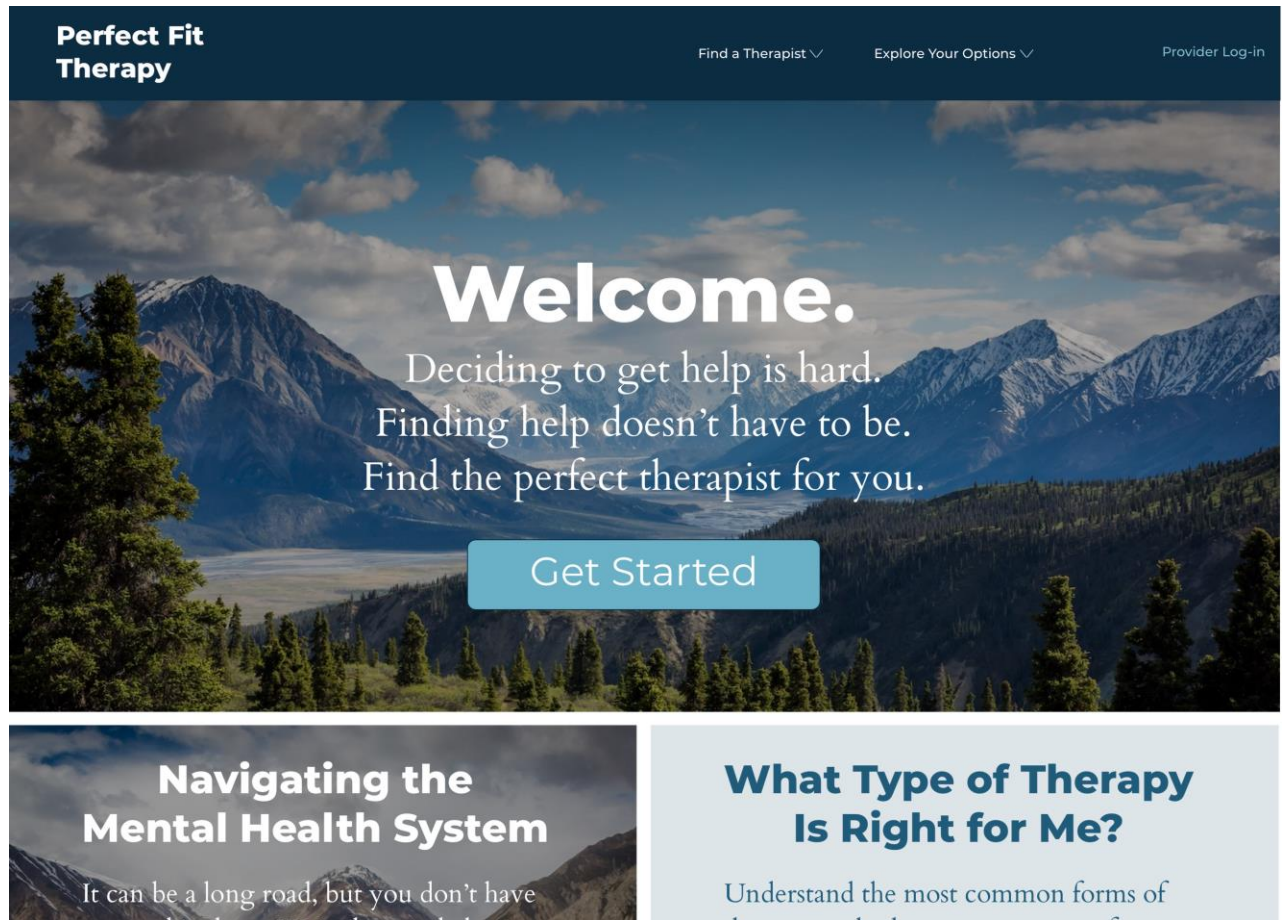 Perfect Fit
Therapy
Find a Therapist
Explore Your Options
Provider Log-in
Welcome.
Deciding to get help is hard.
Finding help doesn’t have to be.
Find the perfect therapist for you.
Get Started
Navigating the
Mental Health System
It can be a long road, but you don’t have
What Type of Therapy
Is Right for Me?
Understand the most common forms of